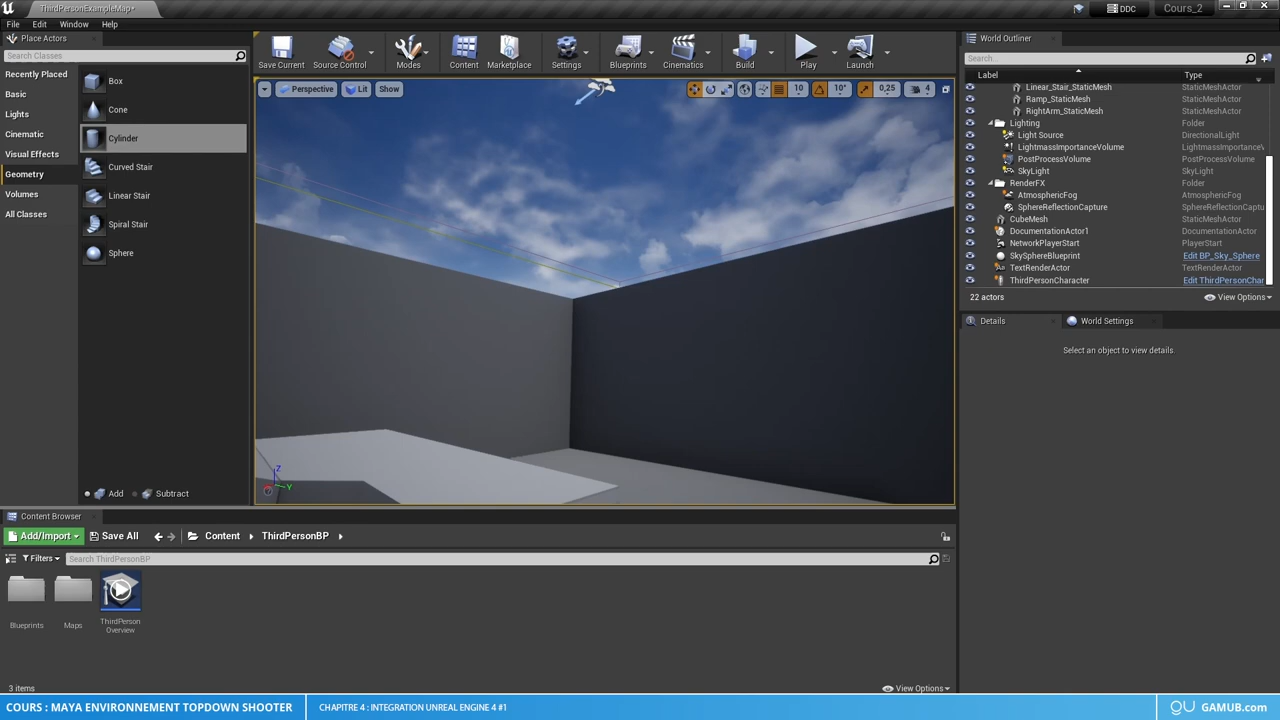 ThirdPersonExampleMap*
DDC
Cours_2
File Edit Window Help
Place Actors
Search Classes
Recently Placed
Basic
Lights
Cinematic
Visual Effects
Geometry
Volumes
All Classes
Box
Cone
Cylinder
Curved Stair
Linear Stair
Spiral Stair
Sphere
Add Subtract
Save Current Source Control Modes Content Marketplace Settings Blueprints Cinematics Build Play Launch
Perspective Lit Show 10 10° 0,25 4
Z
Y
World Outliner
Search...
Label Type
Linear_Stair_StaticMesh StaticMeshActor
Ramp_StaticMesh StaticMeshActor
RightArm_StaticMesh StaticMeshActor
Lighting Folder
Light Source DirectionalLight
LightmassImportanceVolume LightmassImportanceV
PostProcessVolume PostProcessVolume
SkyLight SkyLight
RenderFX Folder
AtmosphericFog AtmosphericFog
SphereReflectionCapture SphereReflectionCaptu
CubeMesh StaticMeshActor
DocumentationActor1 DocumentationActor
NetworkPlayerStart PlayerStart
SkySphereBlueprint Edit BP_Sky_Sphere
TextRenderActor TextRenderActor
ThirdPersonCharacter Edit ThirdPersonChar
22 actors View Options
Details World Settings
Select an object to view details.
Content Browser
Add/Import Save All Content ThirdPersonBP
Filters Search ThirdPersonBP
Blueprints
Maps
ThirdPerson
Overview
3 items View Options
COURS : MAYA ENVIRONNEMENT TOPDOWN SHOOTER CHAPITRE 4 : INTEGRATION UNREAL ENGINE 4 #1 GAMUB.com